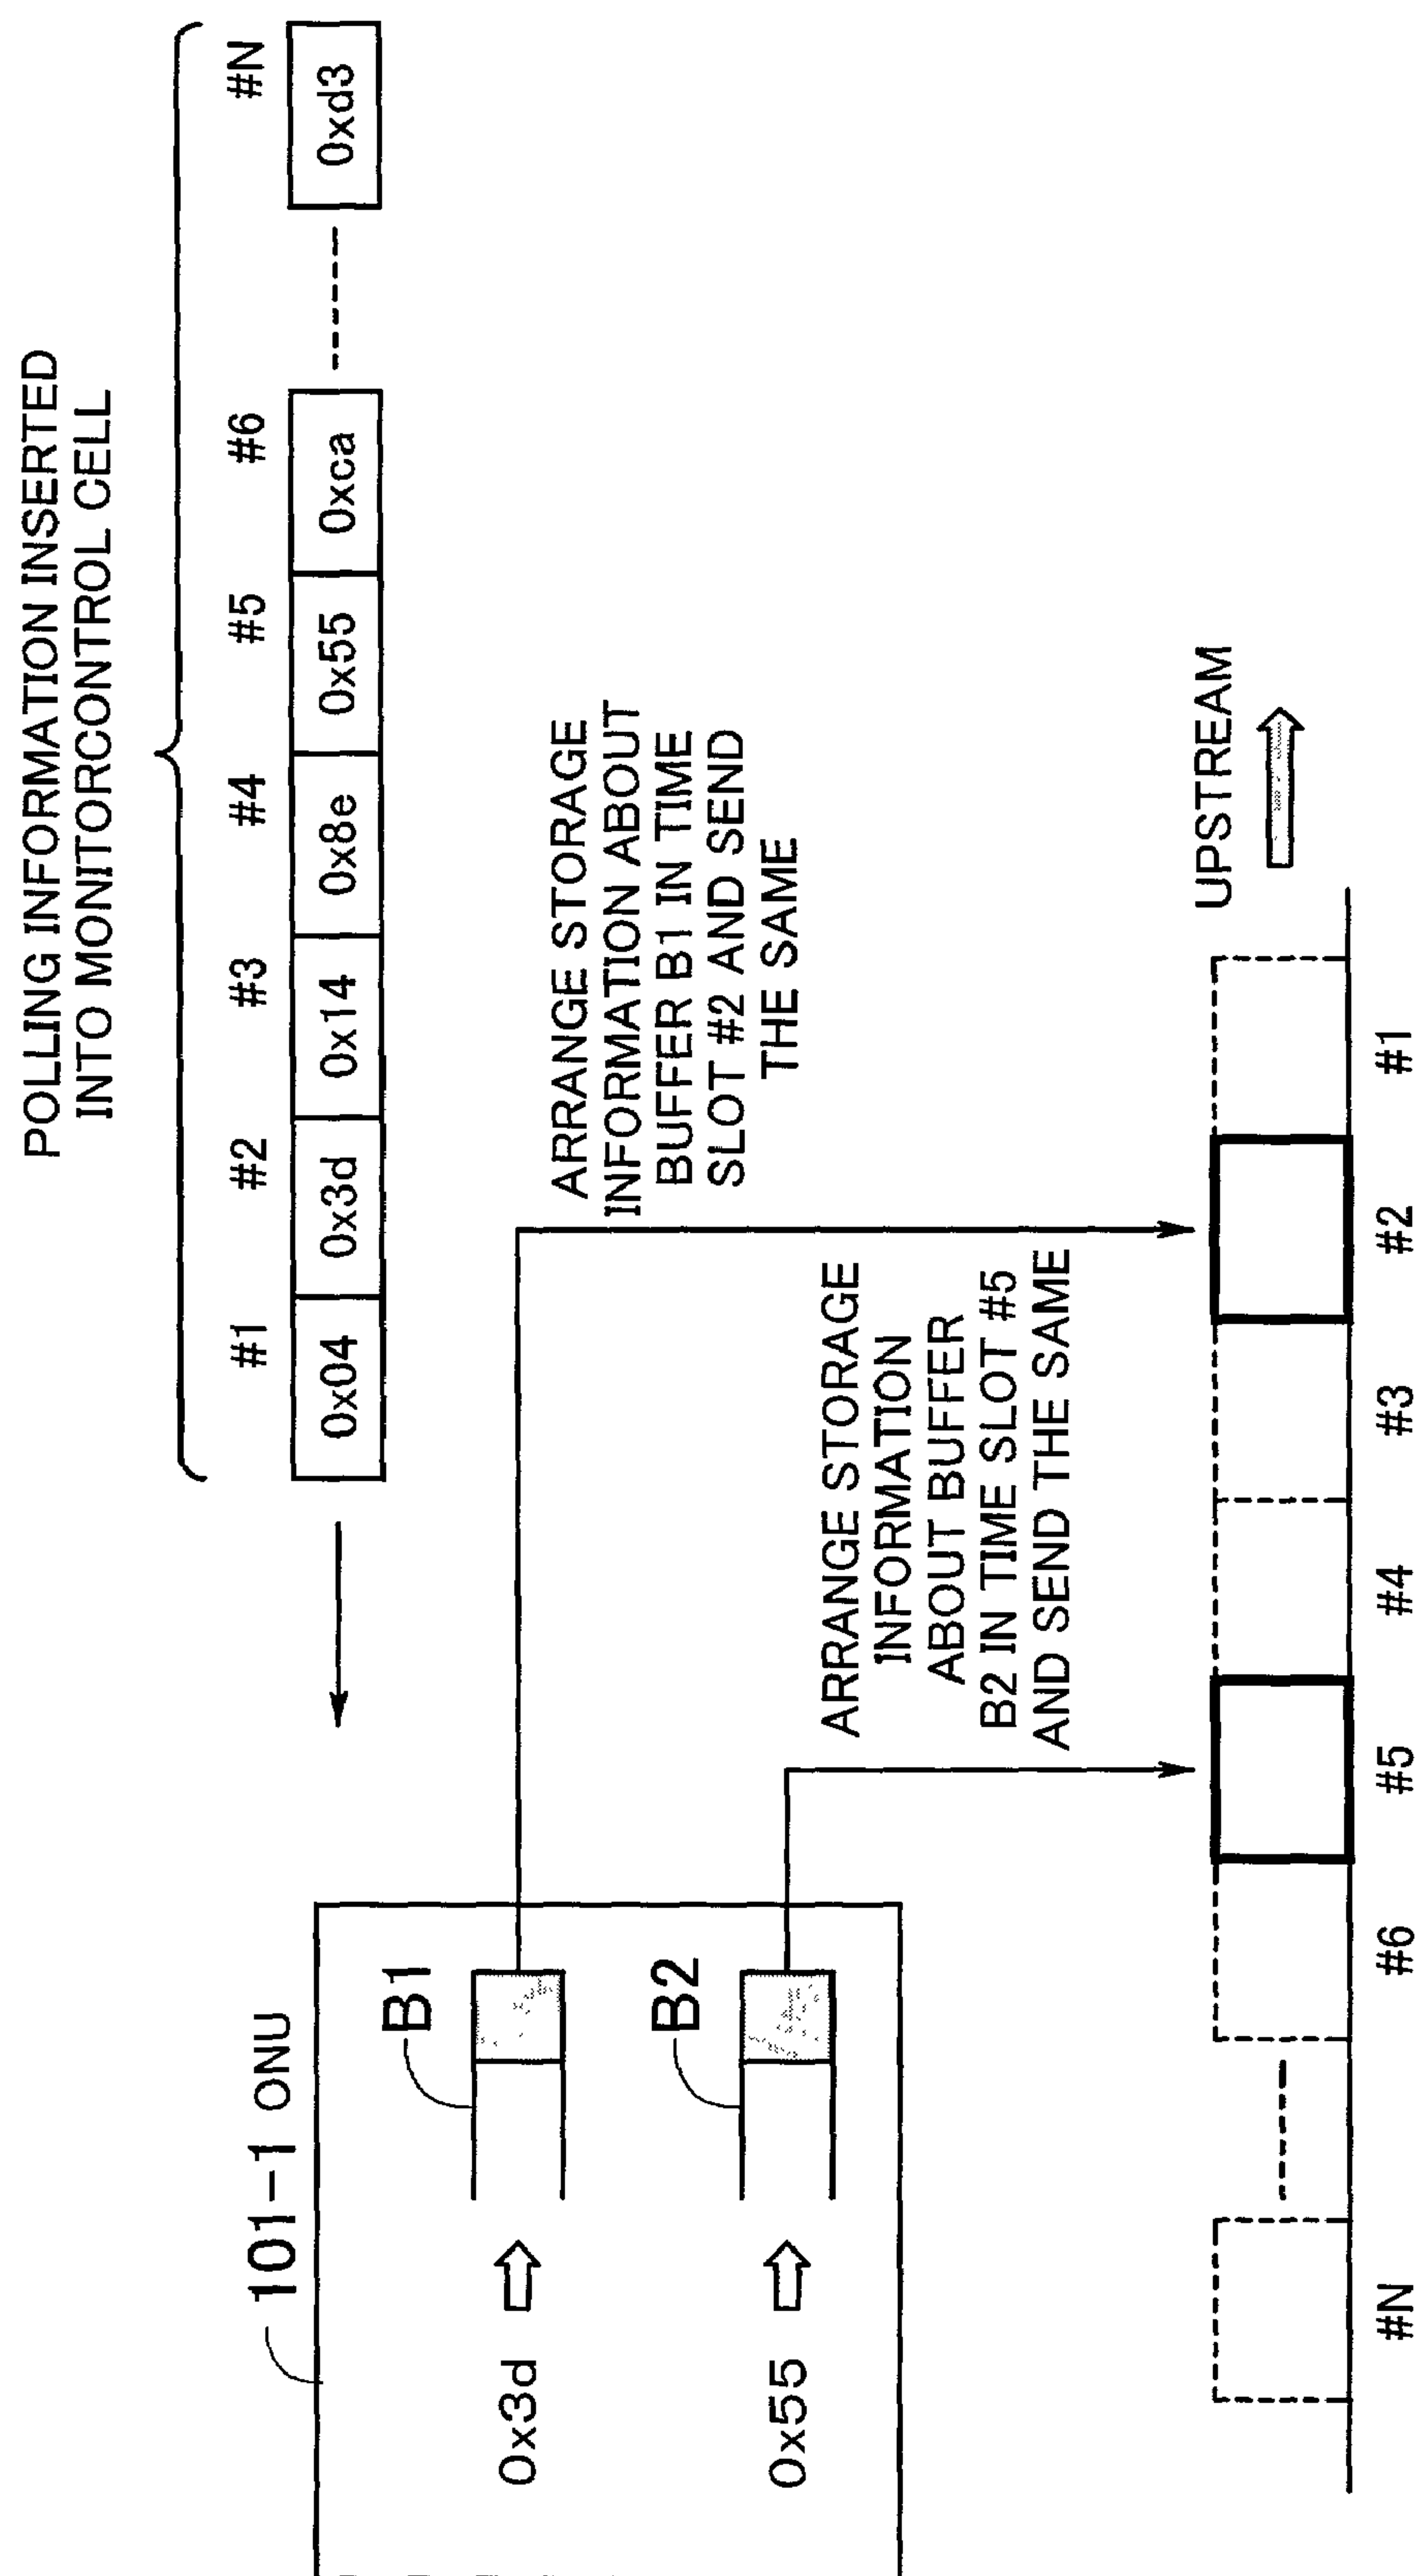 POLLING INFORMATION INSERTED
INTO MONITORCONTROL CELL
#1 #2 #3 #4 #5 #6 #N
0x04 0x3d 0x14 0x8e 0x55 0xca 0xd3
101-1 ONU
B1
0x3d
B2
0x55
ARRANGE STORAGE
INFORMATION ABOUT
BUFFER B1 IN TIME
SLOT #2 AND SEND
THE SAME
ARRANGE STORAGE
INFORMATION
ABOUT BUFFER
B2 IN TIME SLOT #5
AND SEND THE SAME
UPSTREAM
#N #6 #5 #4 #3 #2 #1